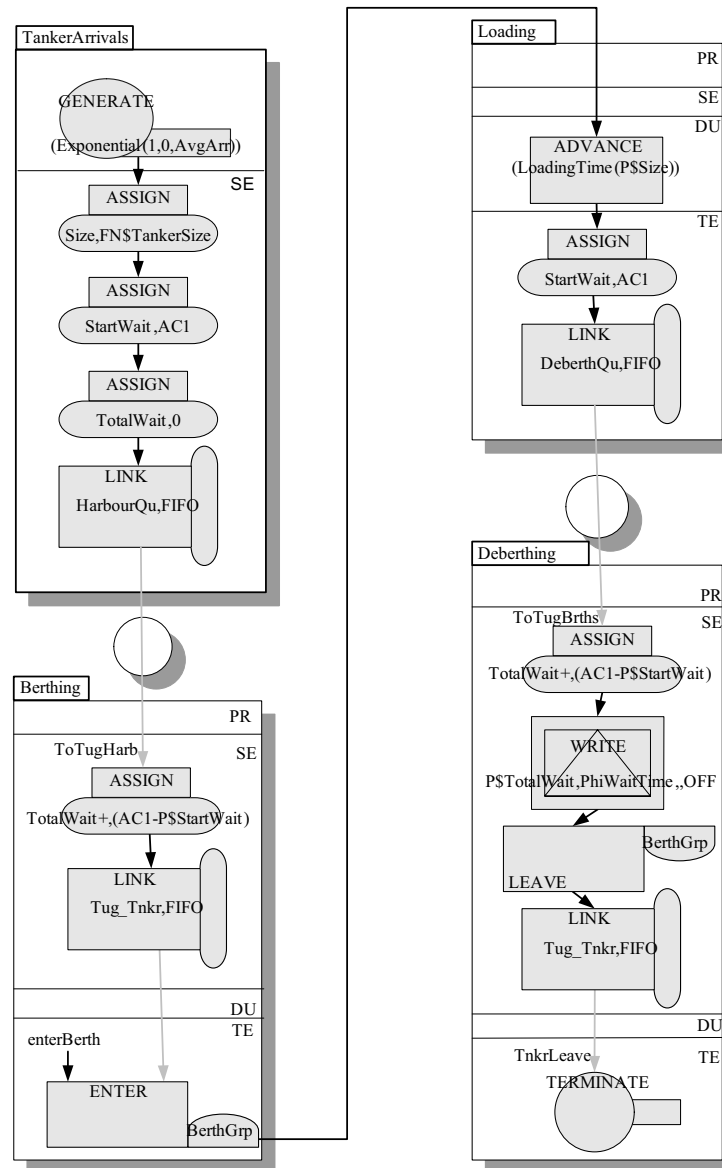 TankerArrivals
GENERATE
(Exponential(1,0,AvgArr))
SE
ASSIGN
Size,FN$TankerSize
ASSIGN
StartWait,AC1
ASSIGN
TotalWait,0
LINK
HarbourQu,FIFO
Berthing
PR
ToTugHarb
SE
ASSIGN
TotalWait+,(AC1-P$StartWait)
LINK
Tug_Tnkr,FIFO
DU
TE
enterBerth
ENTER
BerthGrp
Loading
PR
SE
DU
ADVANCE
(LoadingTime(P$Size))
TE
ASSIGN
StartWait,AC1
LINK
DeberthQu,FIFO
Deberthing
PR
ToTugBrths
SE
ASSIGN
TotalWait+,(AC1-P$StartWait)
WRITE
P$TotalWait,PhiWaitTime,,OFF
BerthGrp
LEAVE
LINK
Tug_Tnkr,FIFO
DU
TnkrLeave
TE
TERMINATE